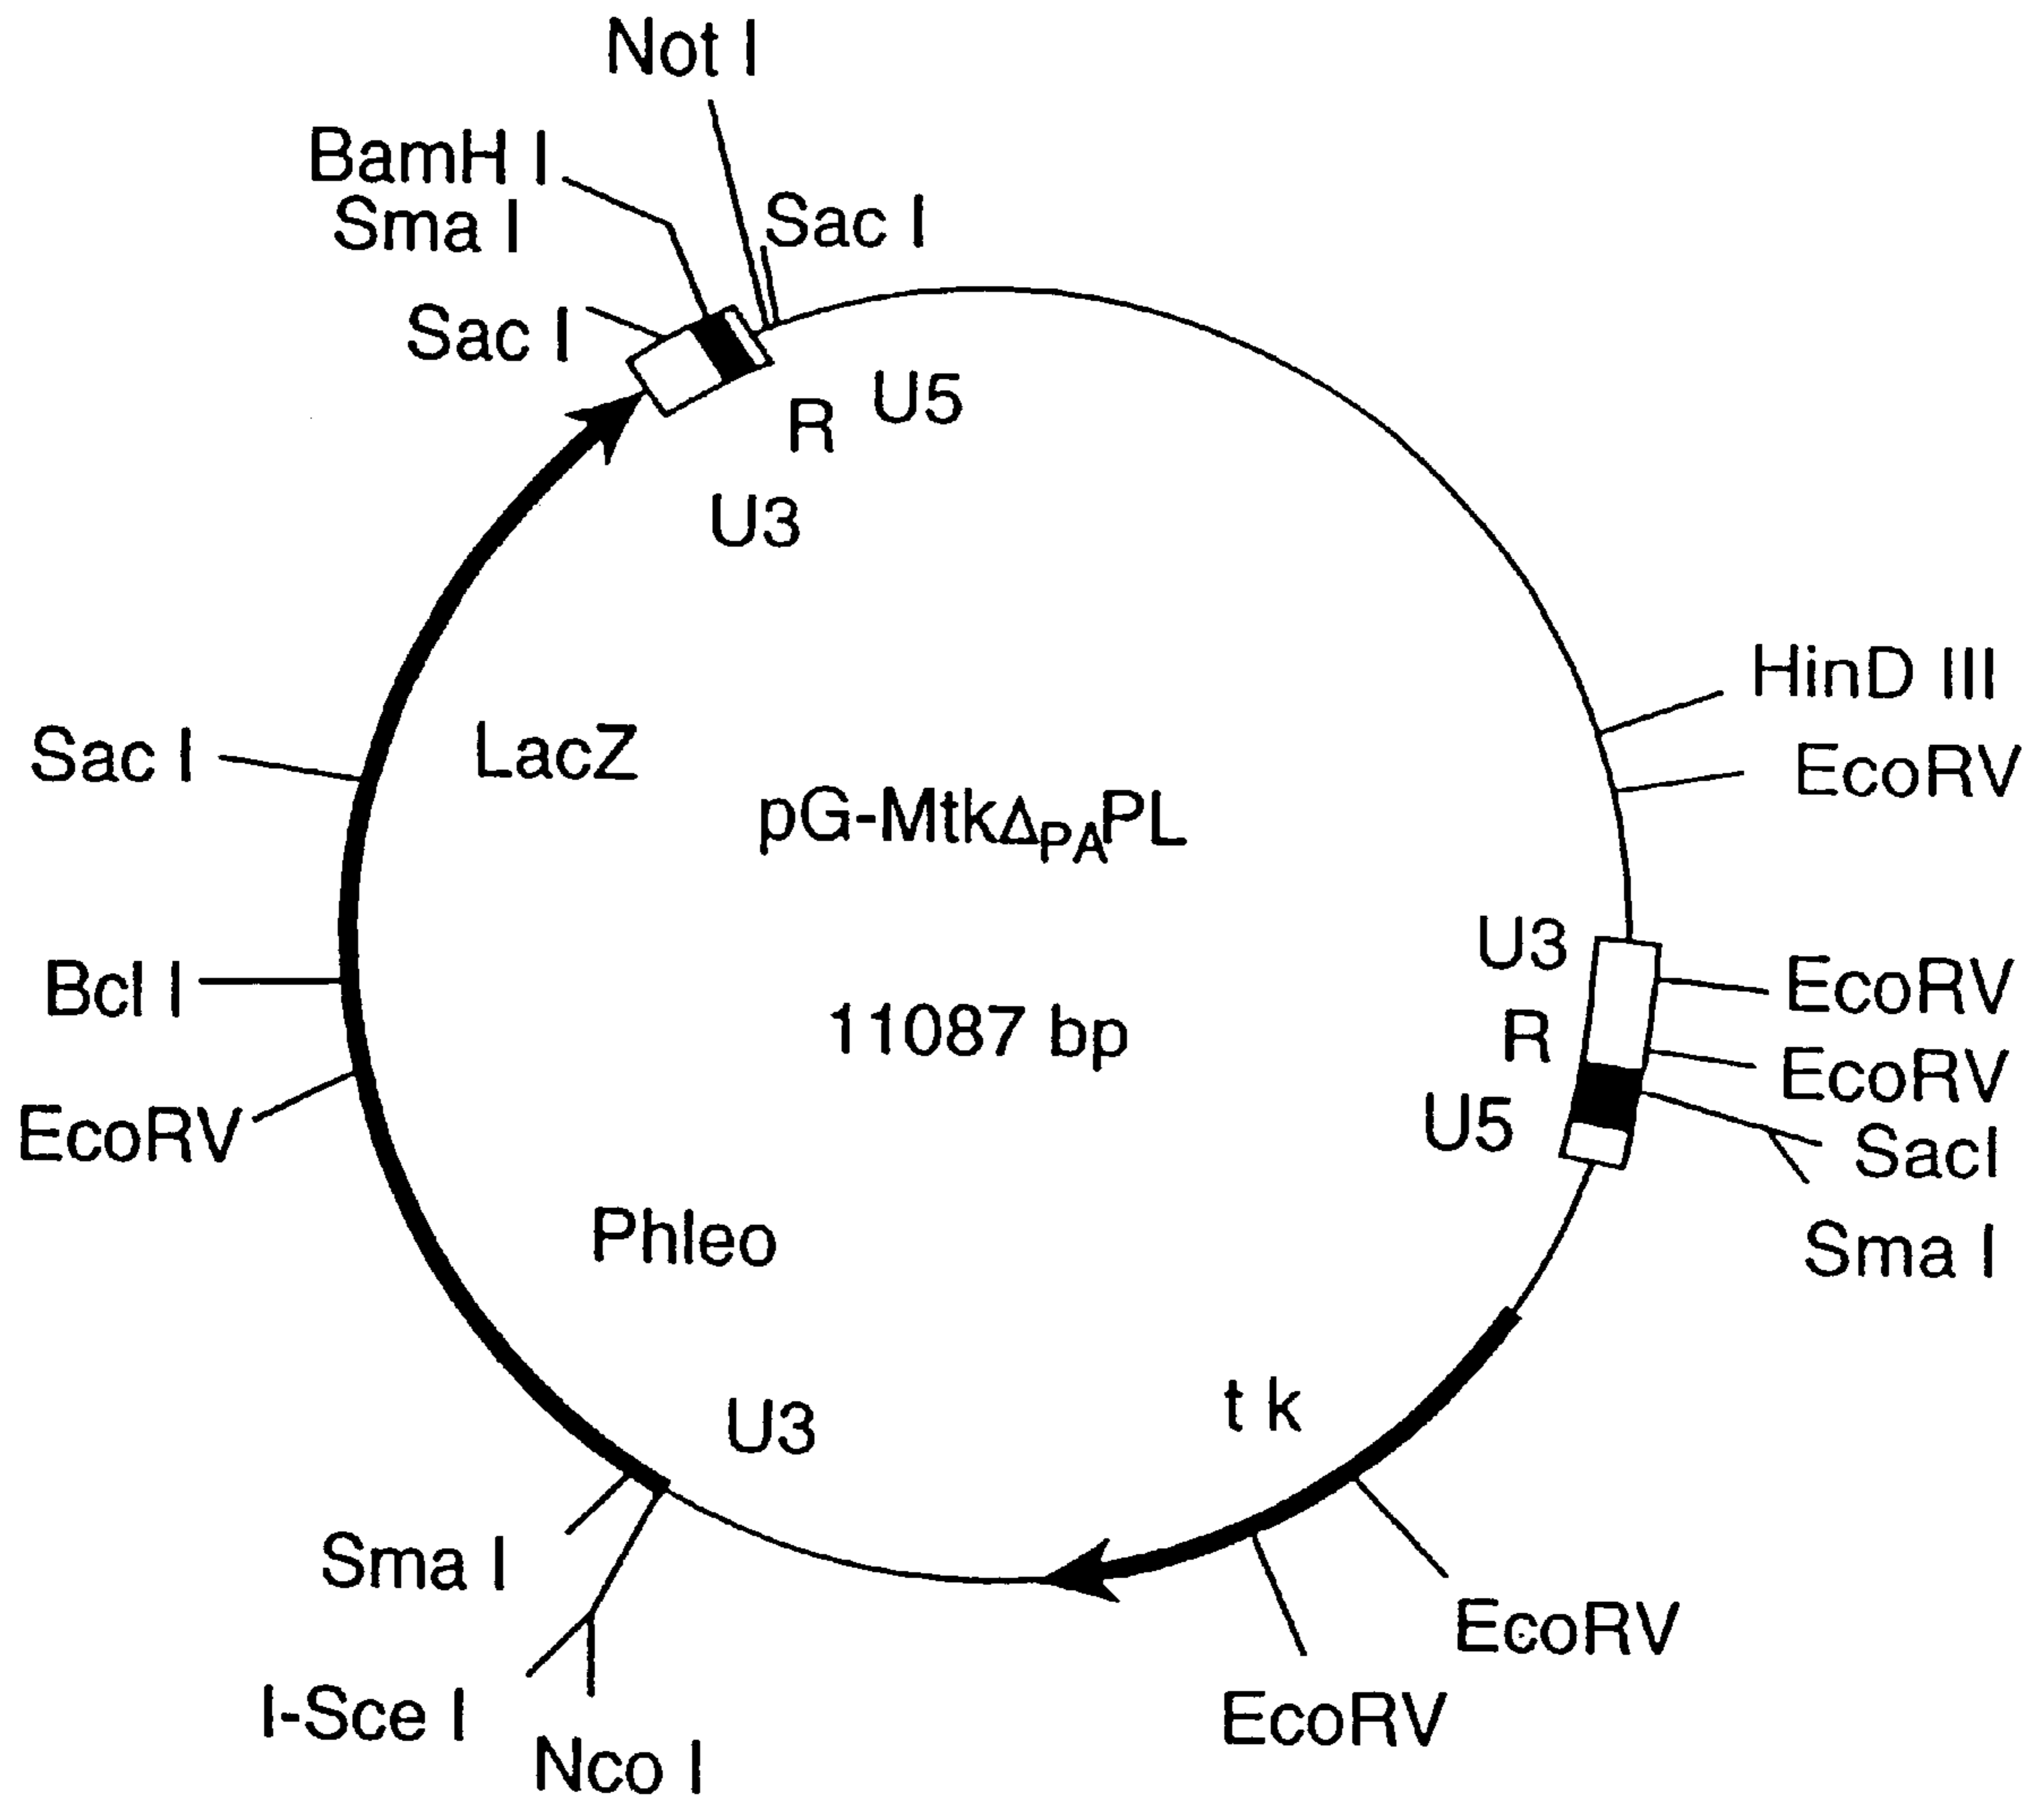 Not I
BamH I
Sma I
Sac I
Sac I
U5
R
U3
HinD III
EcoRV
Sac I
LacZ
pG-MtkΔPAPL
U3
EcoRV
Bcl I
11087 bp
R
EcoRV
EcoRV
U5
SacI
Phleo
Sma I
t k
U3
Sma I
EcoRV
I-Sce I
EcoRV
Nco I